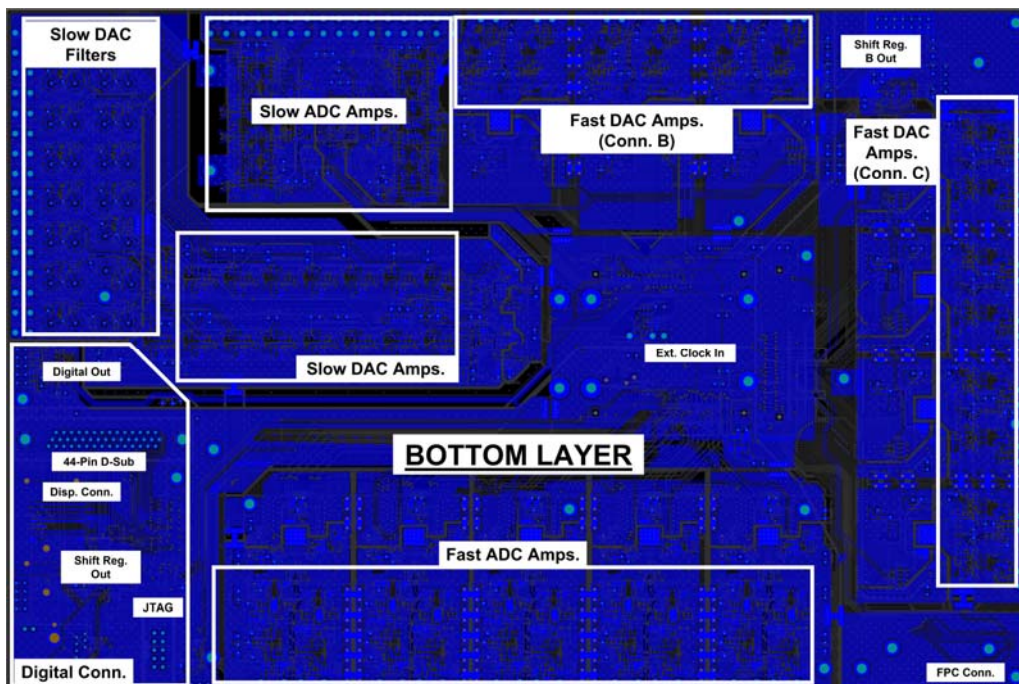 Slow DAC
Filters
Slow ADC Amps.
Fast DAC Amps.
(Conn. B)
Shift Reg.
B Out
Fast DAC
Amps.
(Conn. C)
Slow DAC Amps.
Ext. Clock In
Digital Out
44-Pin D-Sub
Disp. Conn.
Shift Reg.
Out
JTAG
Digital Conn.
BOTTOM LAYER
Fast ADC Amps.
FPC Conn.